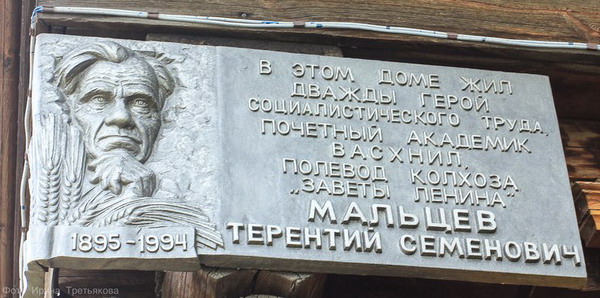 В ЭТОМ ДОМЕ ЖИЛ
ДВАЖДЫ ГЕРОЙ
СОЦИАЛИСТИЧЕСКОГО ТРУДА,
ПОЧЕТНЫЙ АКАДЕМИК
ВАСХНИЛ,
ПОЛЕВОД КОЛХОЗА
„ЗАВЕТЫ ЛЕНИНА"
МАЛЬЦЕВ
ТЕРЕНТИЙ СЕМЕНОВИЧ
1895-1994
Фото Ирина Третьякова